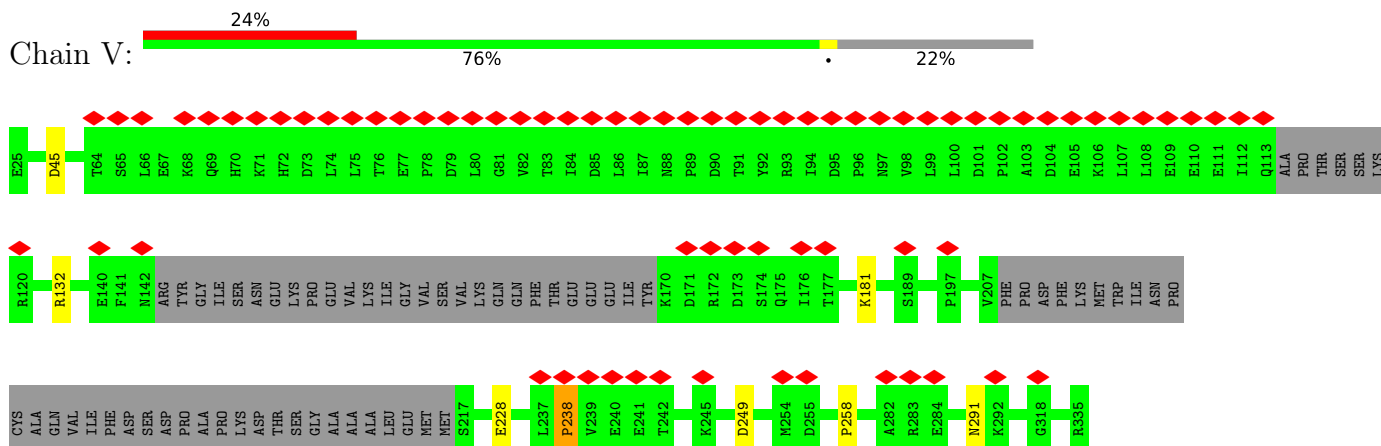 24%
Chain V:
76% • 22%
E25 D45 T64 S65 L66 E67 K68 Q69 H70 K71 H72 D73 L74 L75 T76 E77 P78 D79 L80 G81 V82 T83 I84 D85 L86 I87 N88 P89 D90 T91 Y92 R93 I94 D95 P96 N97 V98 L99 L100 D101 P102 A103 D104 E105 K106 L107 L108 E109 E110 E111 I112 Q113 ALA PRO THR SER SER LYS
R120 R132 E140 F141 N142 ARG TYR GLY ILE SER ASN GLU LYS PRO GLU VAL LYS ILE GLY VAL SER VAL LYS GLN GLN PHE THR GLU GLU GLU ILE TYR K170 D171 R172 D173 S174 Q175 I176 T177 K181 S189 P197 V207 PHE PRO ASP PHE LYS MET TRP ILE ASN PRO
CYS ALA GLN VAL ILE PHE ASP SER ASP PRO ALA PRO LYS ASP THR SER GLY ALA ALA ALA LEU GLU MET MET S217 E228 L237 P238 V239 E240 E241 T242 K245 D249 M254 D255 P258 A282 R283 E284 N291 K292 G318 R335